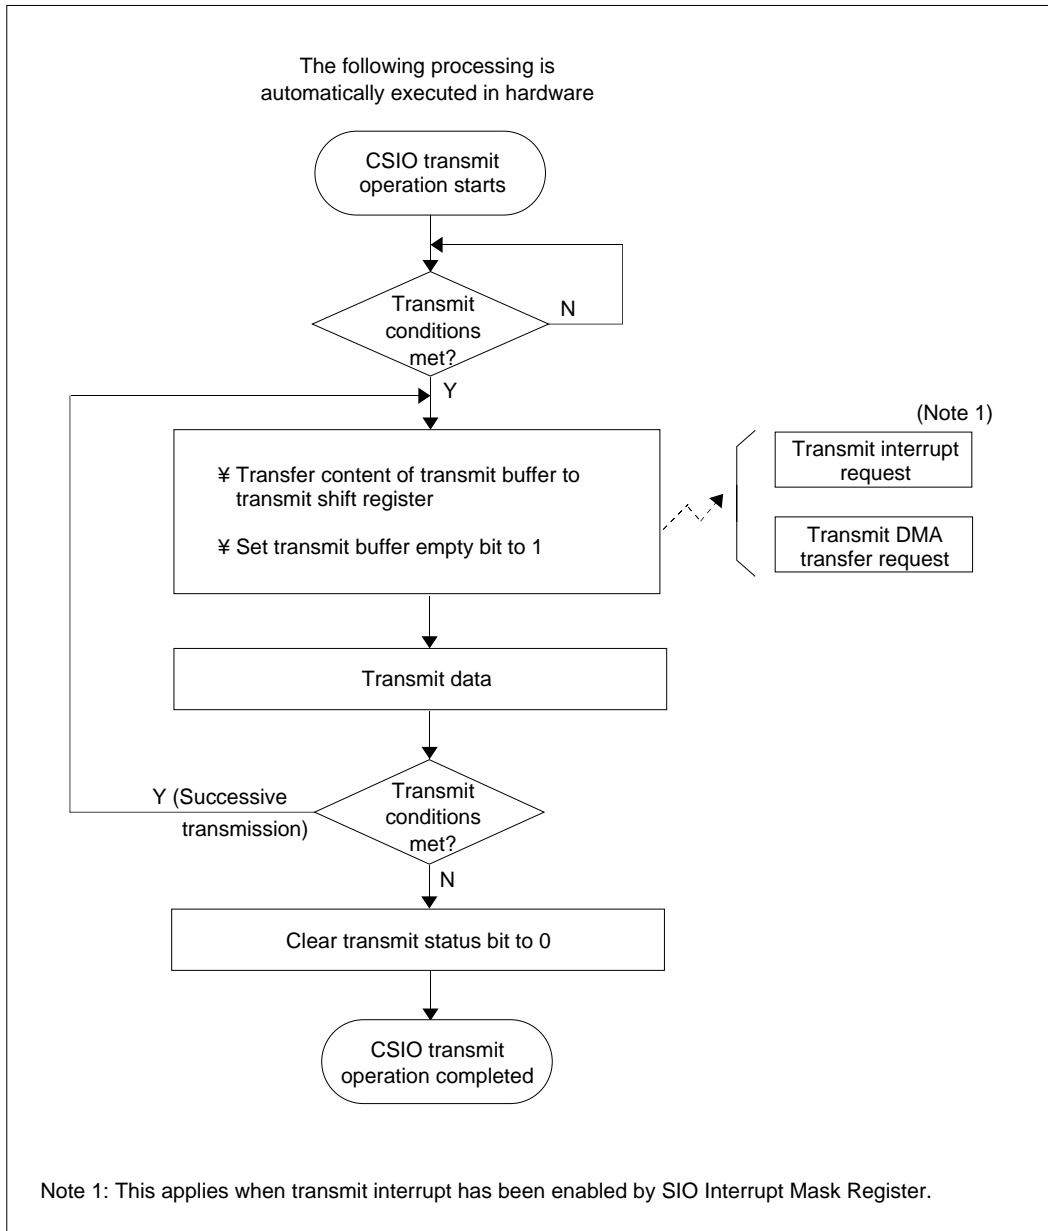 The following processing is
automatically executed in hardware
CSIO transmit
operation starts
Transmit
conditions
met?
N
Y
(Note 1)
¥ Transfer content of transmit buffer to
transmit shift register
¥ Set transmit buffer empty bit to 1
Transmit interrupt
request
Transmit DMA
transfer request
Transmit data
Y (Successive
transmission)
Transmit
conditions
met?
N
Clear transmit status bit to 0
CSIO transmit
operation completed
Note 1: This applies when transmit interrupt has been enabled by SIO Interrupt Mask Register.